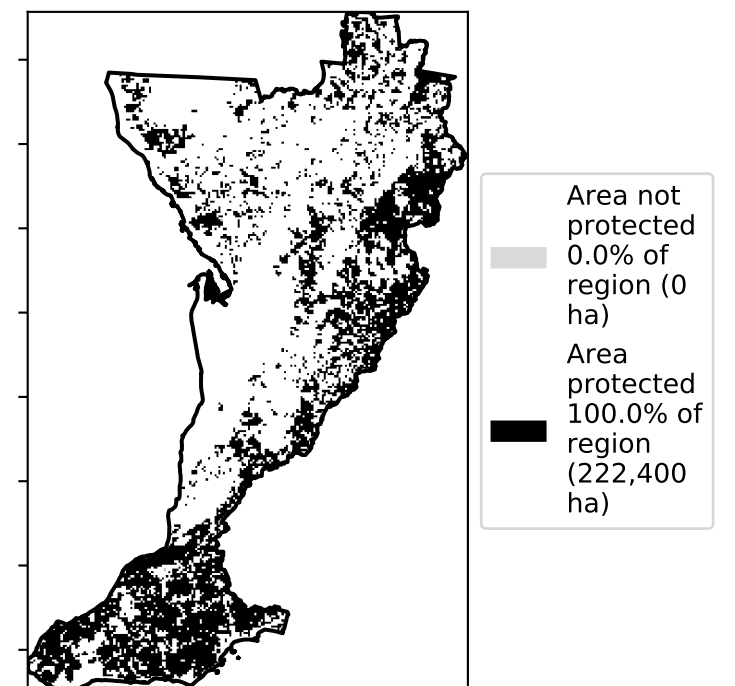 Area not
protected
0.0% of
region (0
ha)
Area
protected
100.0% of
region
(222,400
ha)